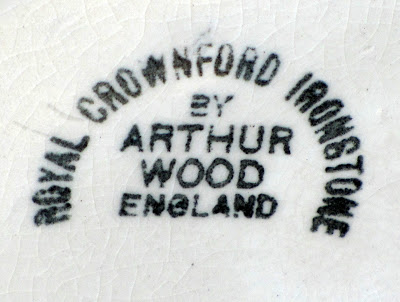 ROYAL CROWNFORD IRONSTONE
BY
ARTHUR
WOOD
ENGLAND